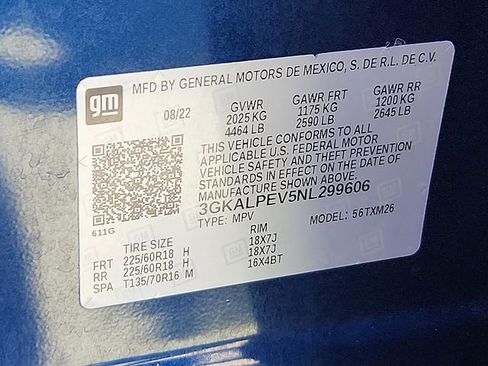 gm
MFD BY GENERAL MOTORS DE MEXICO, S. DE R.L. DE C.V.
08/22 GVWR GAWR FRT GAWR RR
2025 KG 1175 KG 1200 KG
4464 LB 2590 LB 2645 LB
THIS VEHICLE CONFORMS TO ALL
APPLICABLE U.S. FEDERAL MOTOR
VEHICLE SAFETY AND THEFT PREVENTION
STANDARDS IN EFFECT ON THE DATE OF
MANUFACTURE SHOWN ABOVE.
3GKALPEV5NL299606
611G TYPE: MPV MODEL: 56TXM26
TIRE SIZE RIM
FRT 225/60R18 H 18X7J
RR 225/60R18 H 18X7J
SPA T135/70R16 M 16X4BT